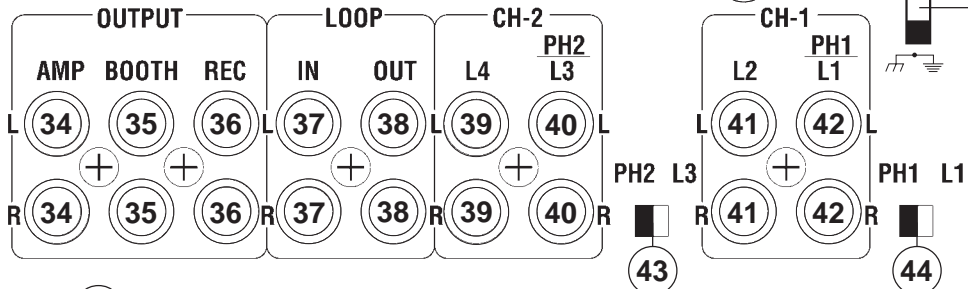 OUTPUT LOOP CH-2 CH-1
PH2 PH1
AMP BOOTH REC IN OUT L4 L3 L2 L1
L 34 35 36 L 37 38 L 39 40 L L 41 42 L
PH2 L3 PH1 L1
R 34 35 36 R 37 38 R 39 40 R R 41 42 R
43 44